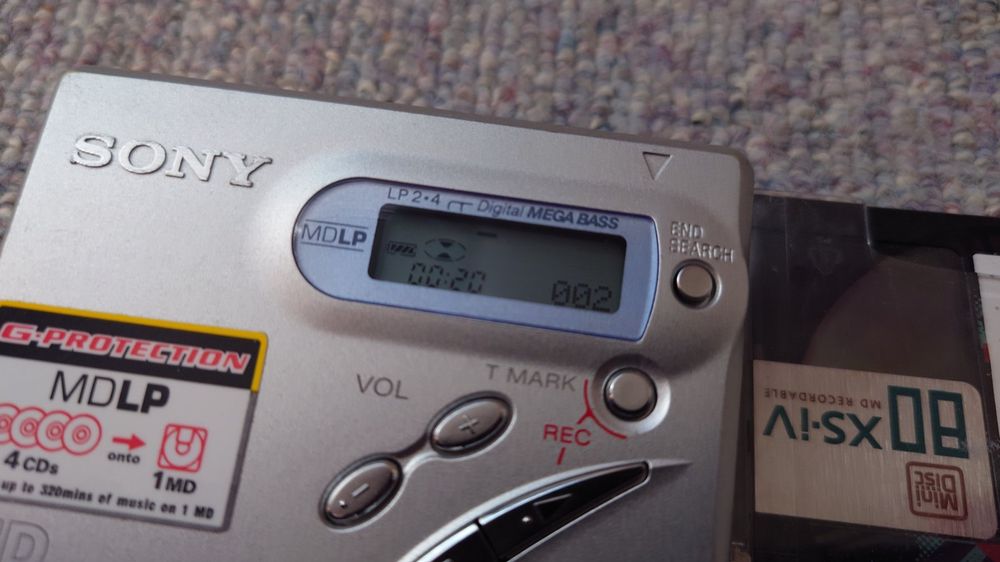 SONY
LP2•4 Digital MEGA BASS
MDLP
00:20 002
END
SEARCH
G-PROTECTION
MDLP
4 CDs onto 1 MD
up to 320mins of music on 1 MD
VOL
+
-
T MARK
REC
80 XS-iV
MD RECORDABLE
Mini
Disc